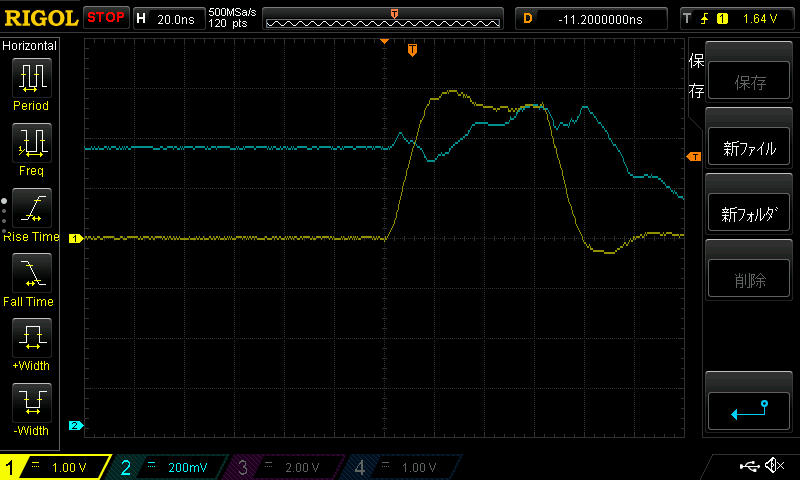 RIGOL STOP H 20.0ns 500MSa/s D -11.2000000ns T 1 1.64 V
120 pts
T
Horizontal
Period
Freq
Rise Time
Fall Time
+Width
-Width
T
T
1
2
保存
保存
新ファイル
新フォルダ
削除
1 1.00 V 2 200mV 3 2.00 V 4 1.00 V